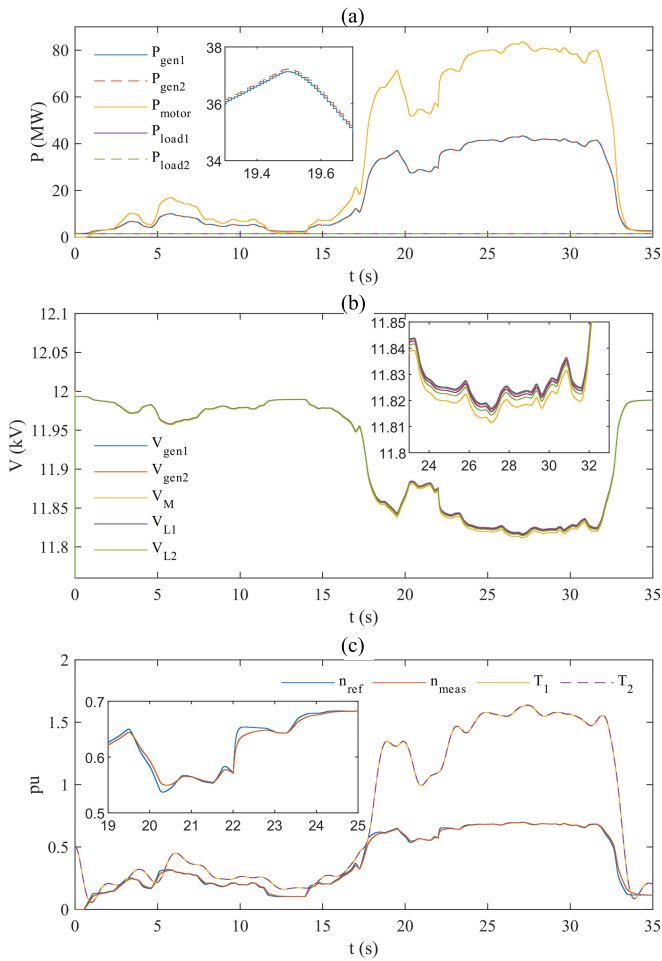 (a)
P (MW)
80
60
40
20
0
P_gen1
P_gen2
P_motor
P_load1
P_load2
38
36
34
19.4 19.6
0 5 10 15 20 25 30 35
t (s)
(b)
V (kV)
12.1
12.05
12
11.95
11.9
11.85
11.8
V_gen1
V_gen2
V_M
V_L1
V_L2
11.85
11.84
11.83
11.82
11.81
11.8
24 26 28 30 32
0 5 10 15 20 25 30 35
t (s)
(c)
pu
2
1.5
1
0.5
0
n_ref n_meas T_1 T_2
0.7
0.6
0.5
19 20 21 22 23 24 25
0 5 10 15 20 25 30 35
t (s)